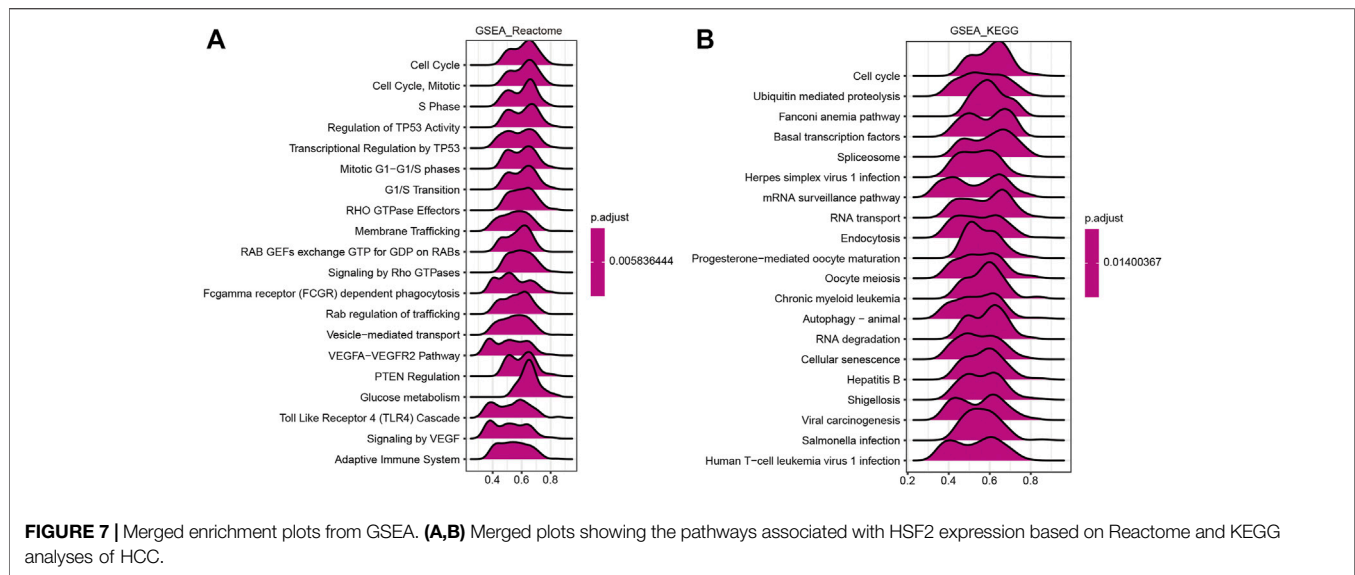 A
GSEA_Reactome
Cell Cycle
Cell Cycle, Mitotic
S Phase
Regulation of TP53 Activity
Transcriptional Regulation by TP53
Mitotic G1−G1/S phases
G1/S Transition
RHO GTPase Effectors
Membrane Trafficking
RAB GEFs exchange GTP for GDP on RABs
Signaling by Rho GTPases
Fcgamma receptor (FCGR) dependent phagocytosis
Rab regulation of trafficking
Vesicle−mediated transport
VEGFA−VEGFR2 Pathway
PTEN Regulation
Glucose metabolism
Toll Like Receptor 4 (TLR4) Cascade
Signaling by VEGF
Adaptive Immune System
0.4 0.6 0.8
p.adjust
0.005836444
B
GSEA_KEGG
Cell cycle
Ubiquitin mediated proteolysis
Fanconi anemia pathway
Basal transcription factors
Spliceosome
Herpes simplex virus 1 infection
mRNA surveillance pathway
RNA transport
Endocytosis
Progesterone−mediated oocyte maturation
Oocyte meiosis
Chronic myeloid leukemia
Autophagy − animal
RNA degradation
Cellular senescence
Hepatitis B
Shigellosis
Viral carcinogenesis
Salmonella infection
Human T−cell leukemia virus 1 infection
0.2 0.4 0.6 0.8
p.adjust
0.01400367
FIGURE 7 | Merged enrichment plots from GSEA. (A,B) Merged plots showing the pathways associated with HSF2 expression based on Reactome and KEGG
analyses of HCC.